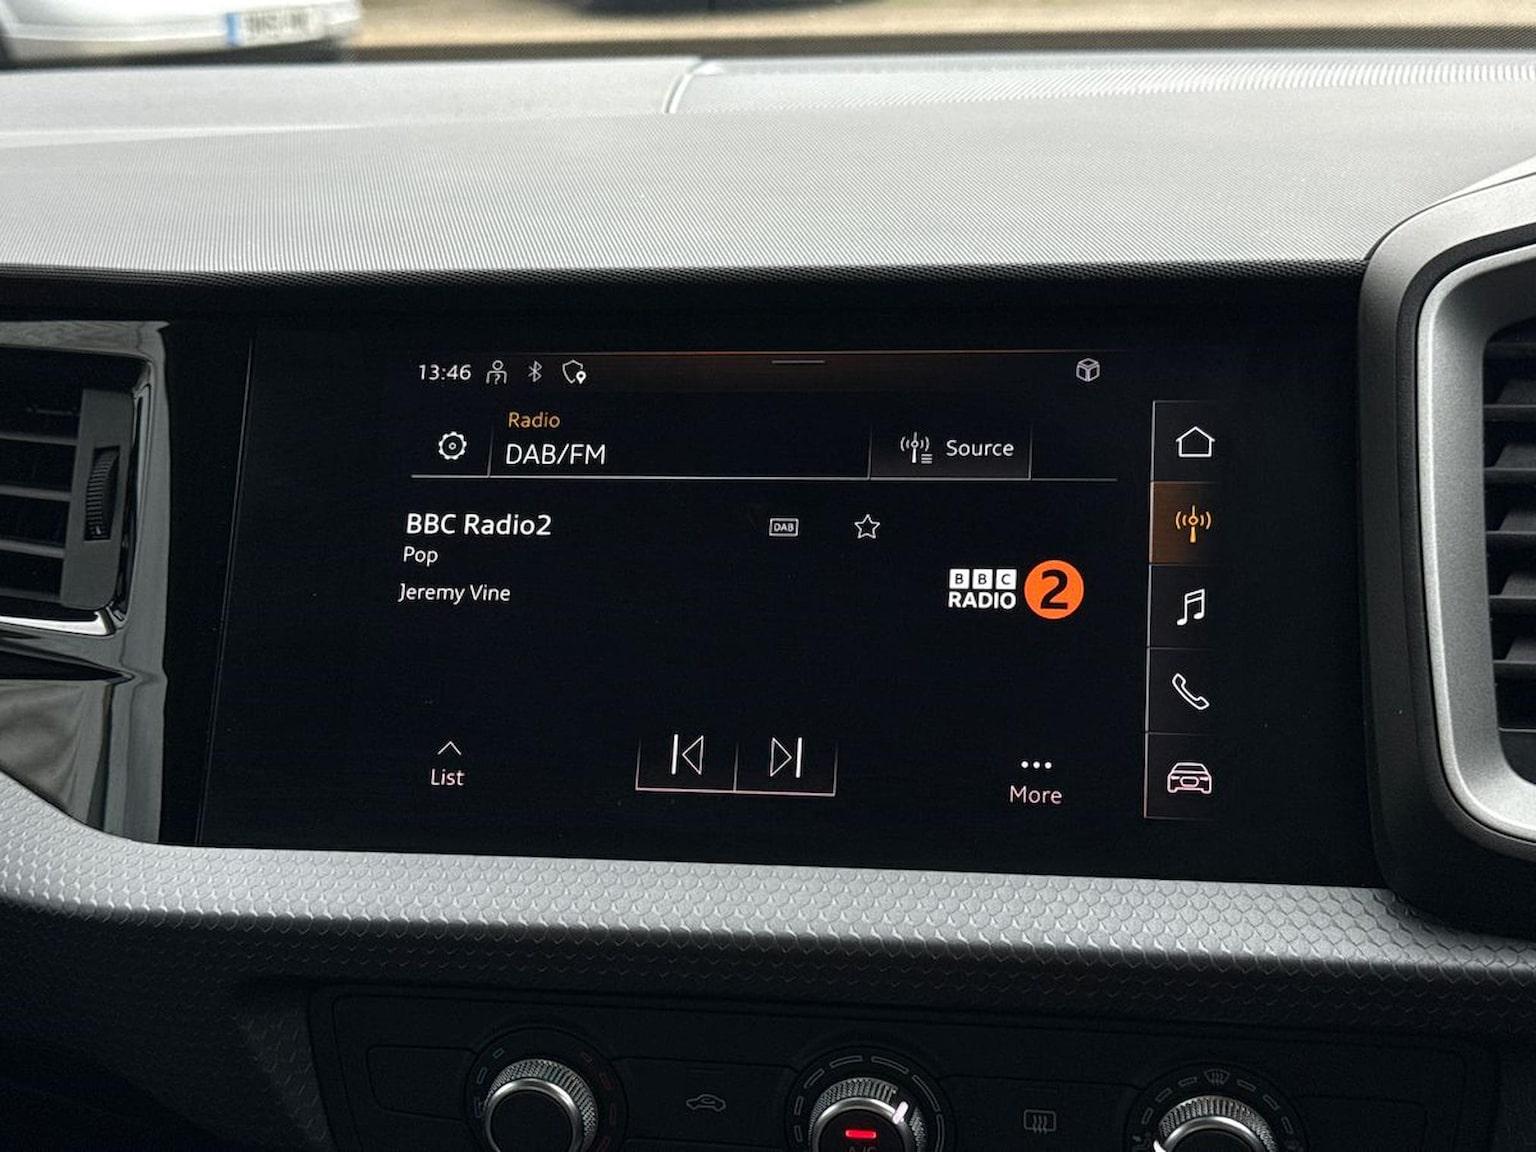 13:46
Radio
DAB/FM
Source
BBC Radio2
DAB
Pop
Jeremy Vine
BBC
RADIO 2
List
More
A/C